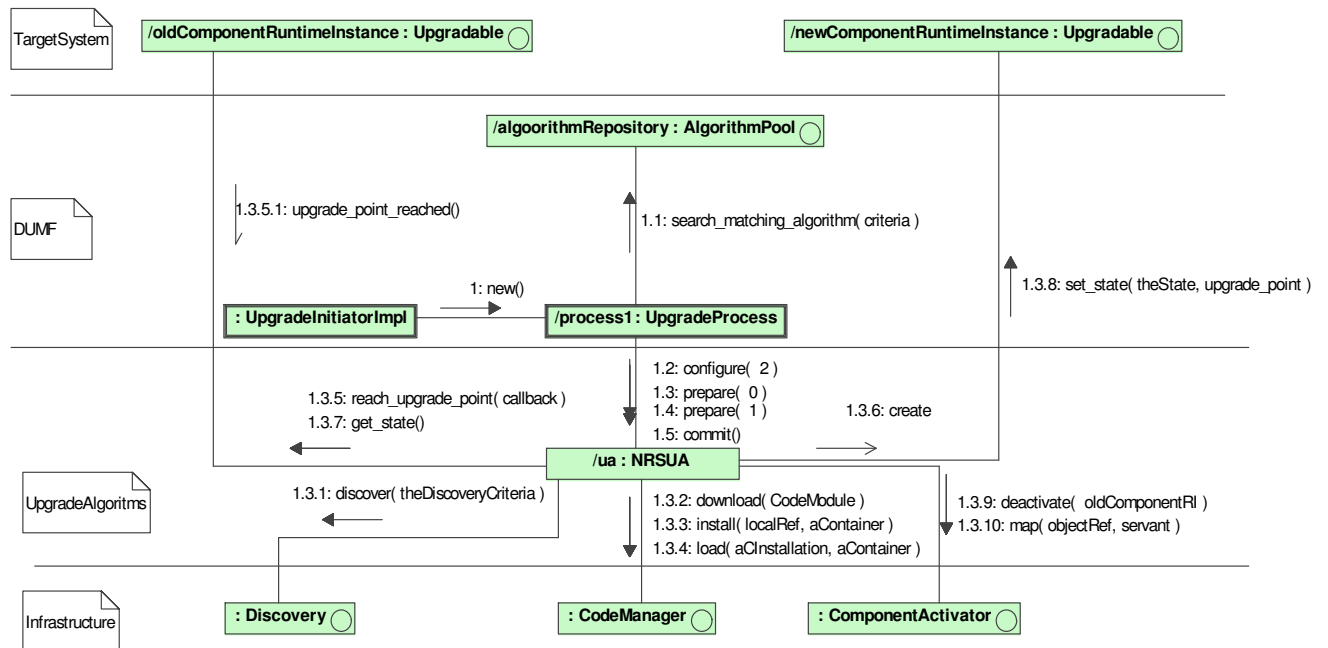 TargetSystem
/oldComponentRuntimeInstance : Upgradable
/newComponentRuntimeInstance : Upgradable
/algoorithmRepository : AlgorithmPool
DUMF
1.3.5.1: upgrade_point_reached()
1.1: search_matching_algorithm( criteria )
1.3.8: set_state( theState, upgrade_point )
1: new()
: UpgradeInitiatorImpl
/process1 : UpgradeProcess
1.2: configure( 2 )
1.3: prepare( 0 )
1.4: prepare( 1 )
1.5: commit()
1.3.5: reach_upgrade_point( callback )
1.3.7: get_state()
1.3.6: create
/ua : NRSUA
UpgradeAlgoritms
1.3.1: discover( theDiscoveryCriteria )
1.3.2: download( CodeModule )
1.3.3: install( localRef, aContainer )
1.3.4: load( aCInstallation, aContainer )
1.3.9: deactivate( oldComponentRI )
1.3.10: map( objectRef, servant )
Infrastructure
: Discovery
: CodeManager
: ComponentActivator